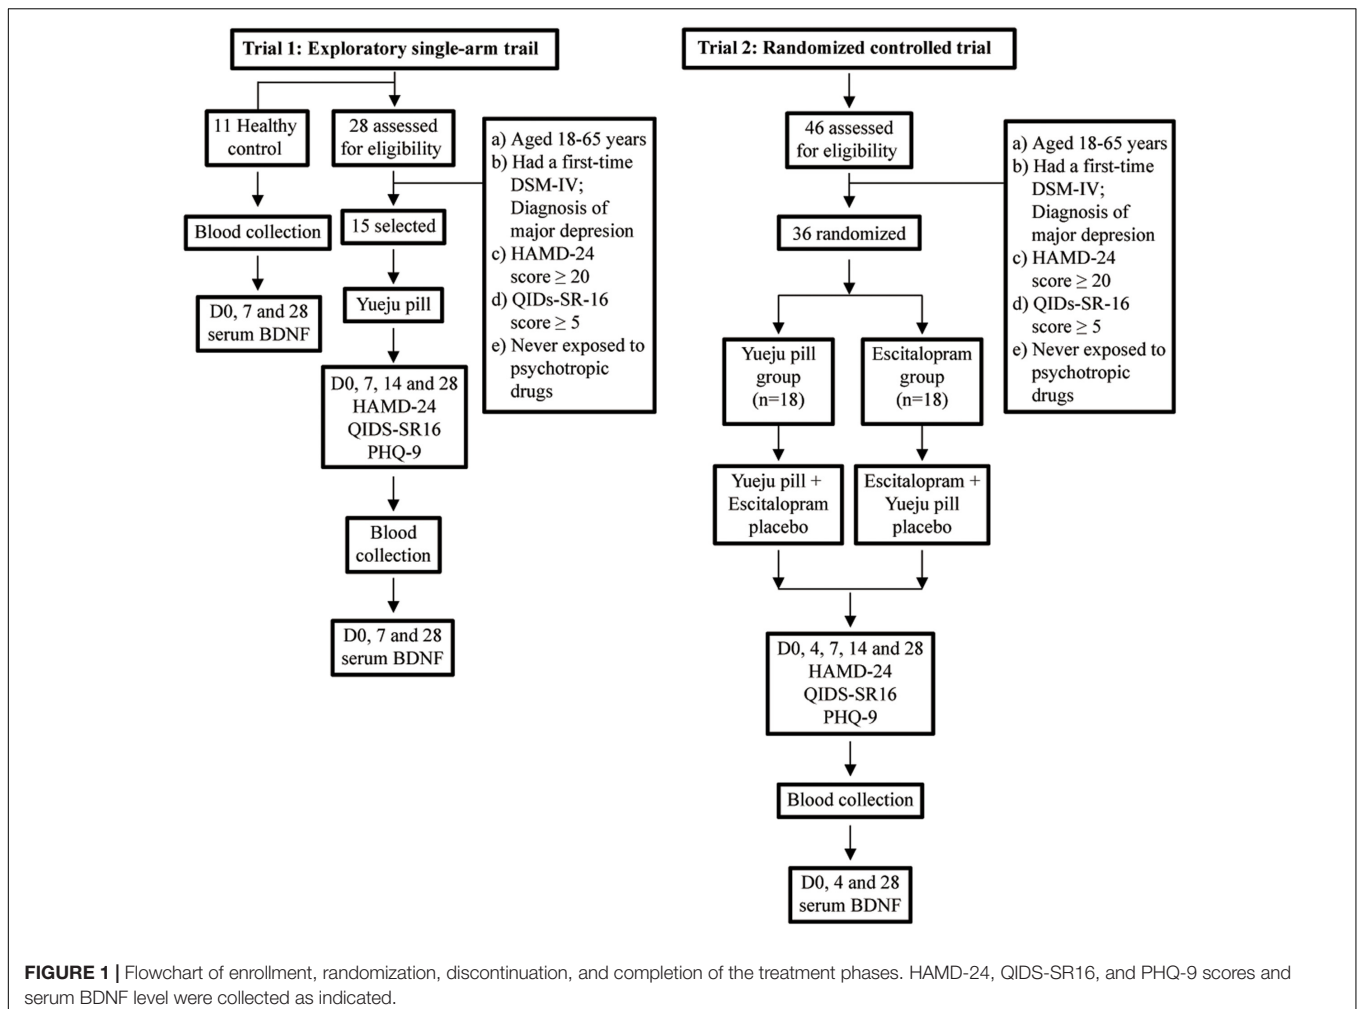 Trial 1: Exploratory single-arm trail
11 Healthy
control
28 assessed
for eligibility
a) Aged 18-65 years
b) Had a first-time
DSM-IV;
Diagnosis of
major depresion
c) HAMD-24
score ≥ 20
d) QIDs-SR-16
score ≥ 5
e) Never exposed to
psychotropic
drugs
Blood collection
15 selected
D0, 7 and 28
serum BDNF
Yueju pill
D0, 7, 14 and 28
HAMD-24
QIDS-SR16
PHQ-9
Blood
collection
D0, 7 and 28
serum BDNF
Trial 2: Randomized controlled trial
46 assessed
for eligibility
a) Aged 18-65 years
b) Had a first-time
DSM-IV;
Diagnosis of
major depresion
c) HAMD-24
score ≥ 20
d) QIDs-SR-16
score ≥ 5
e) Never exposed to
psychotropic
drugs
36 randomized
Yueju pill
group
(n=18)
Escitalopram
group
(n=18)
Yueju pill +
Escitalopram
placebo
Escitalopram +
Yueju pill
placebo
D0, 4, 7, 14 and 28
HAMD-24
QIDS-SR16
PHQ-9
Blood collection
D0, 4 and 28
serum BDNF
FIGURE 1 | Flowchart of enrollment, randomization, discontinuation, and completion of the treatment phases. HAMD-24, QIDS-SR16, and PHQ-9 scores and
serum BDNF level were collected as indicated.